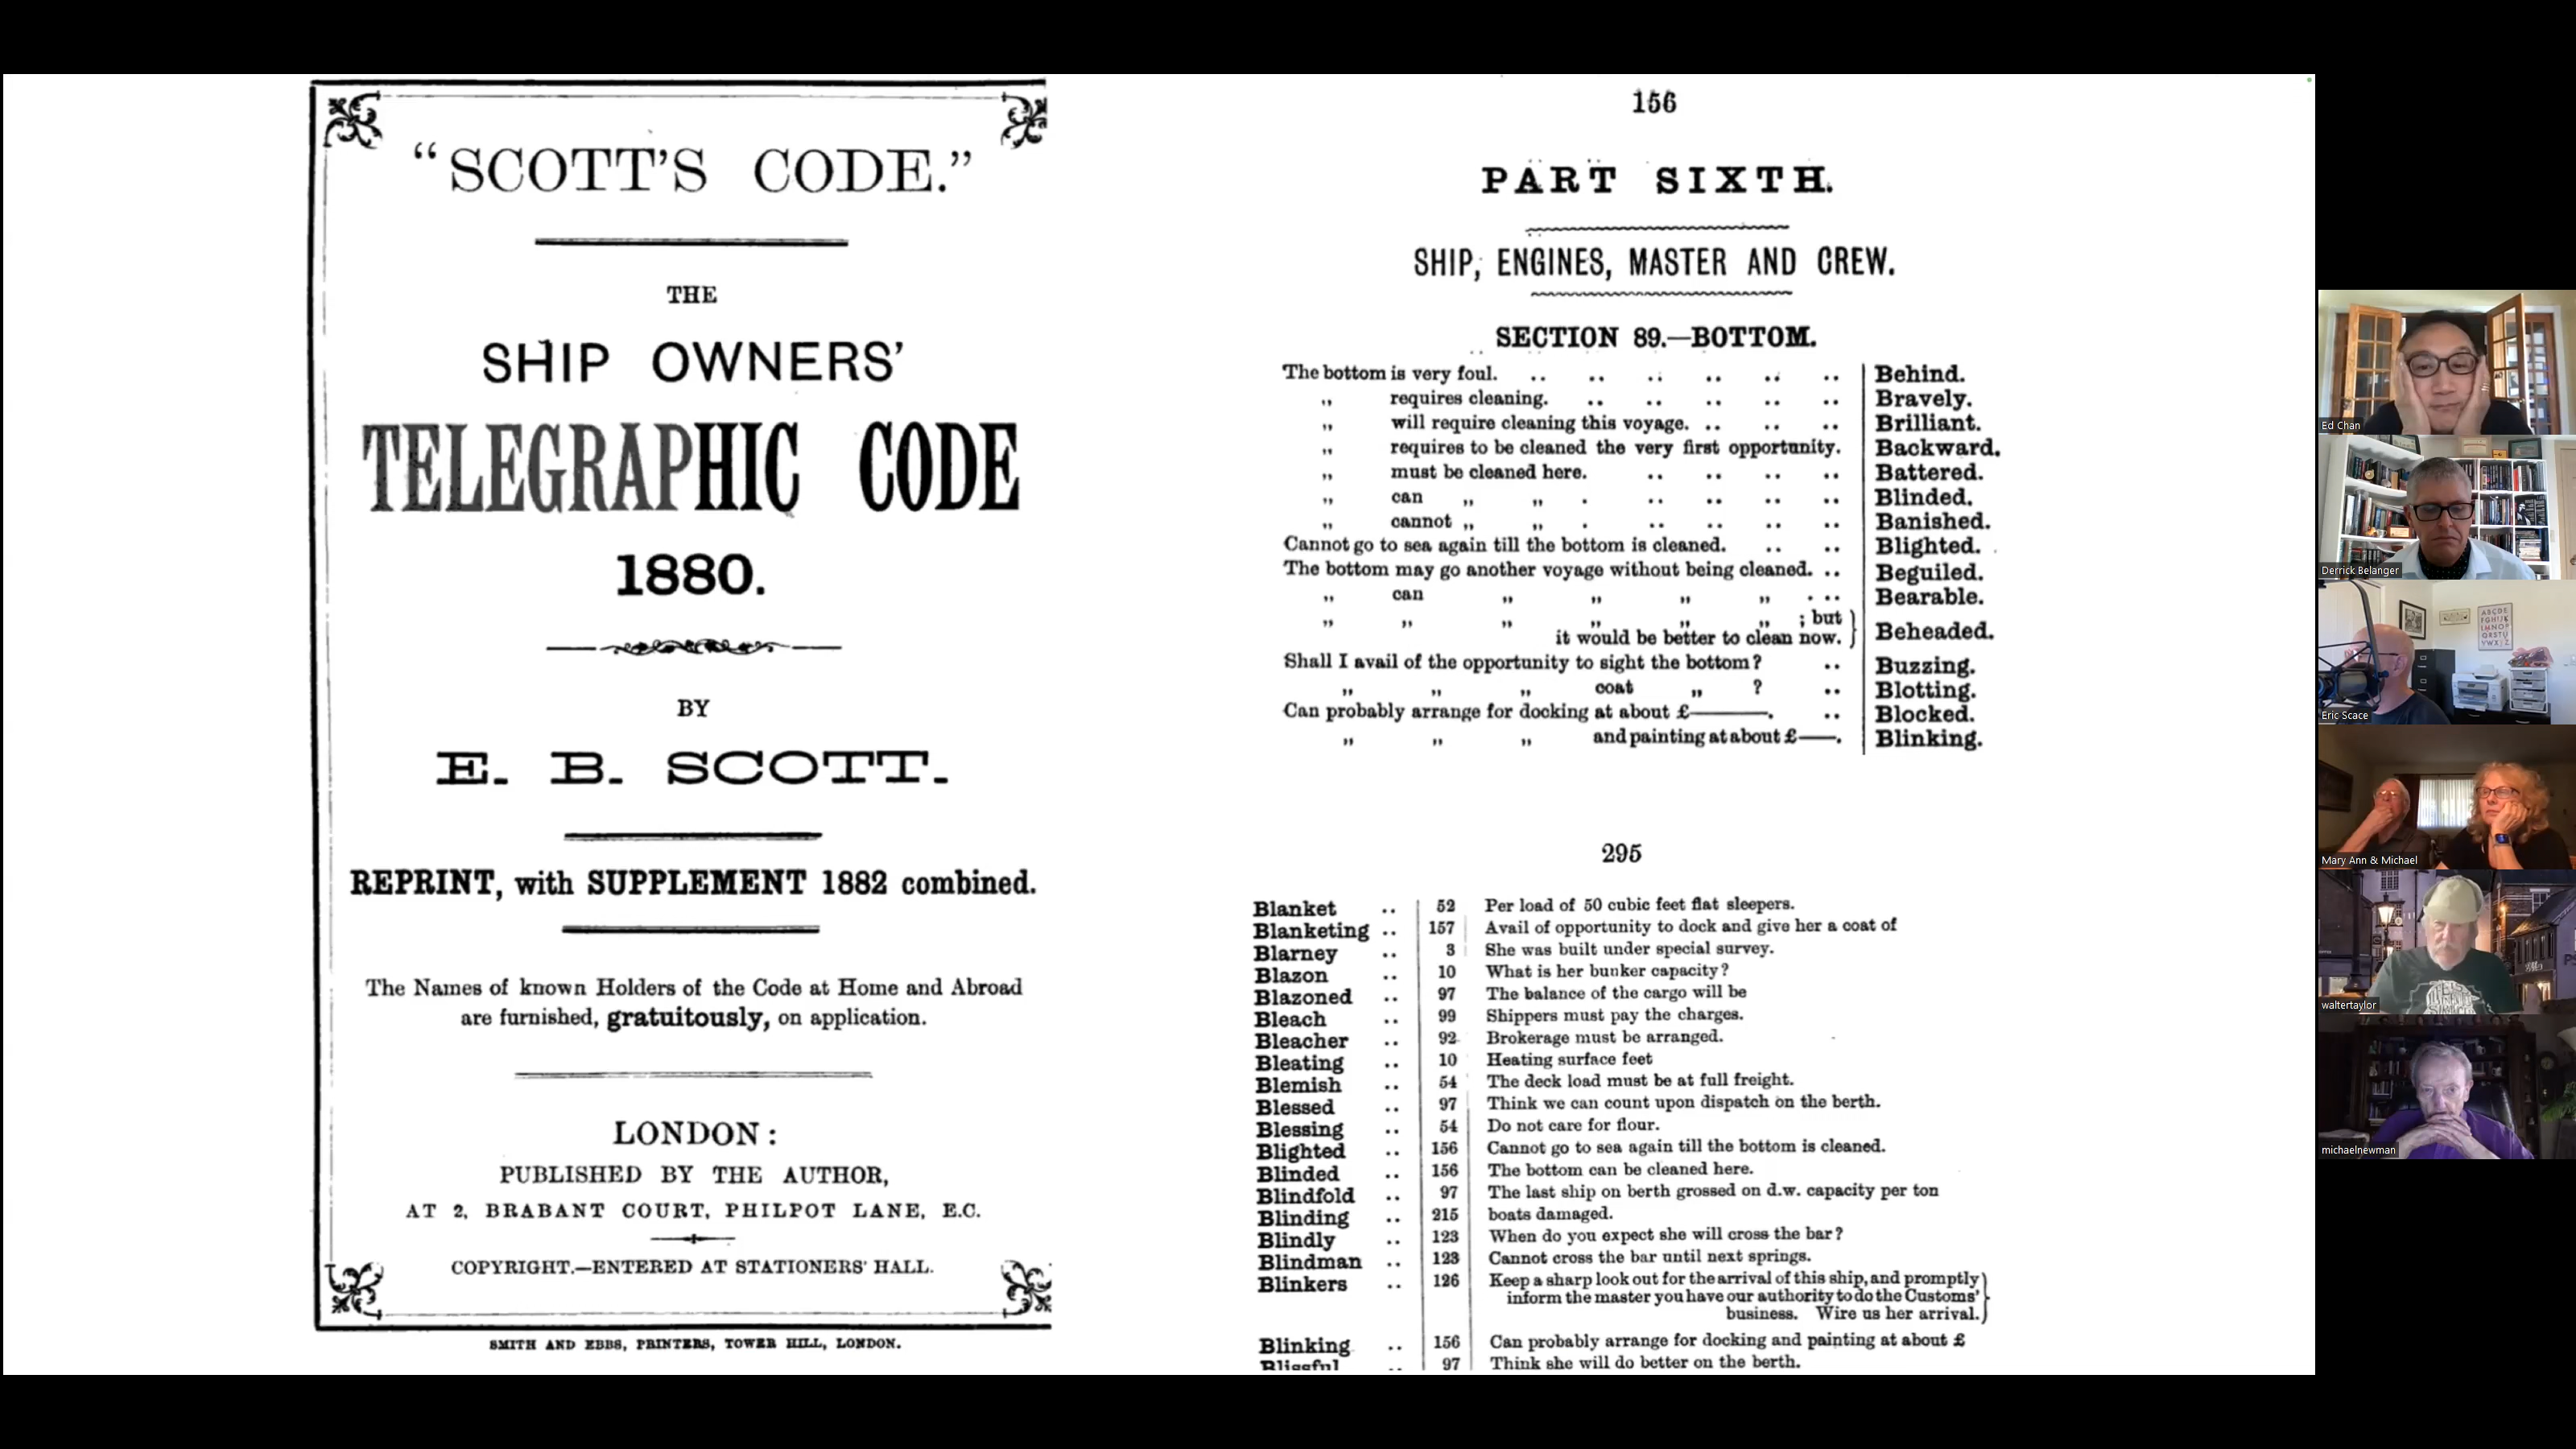 "SCOTT'S CODE."
THE
SHIP OWNERS'
TELEGRAPHIC CODE
1880.
BY
E. B. SCOTT.
REPRINT, with SUPPLEMENT 1882 combined.
The Names of known Holders of the Code at Home and Abroad
are furnished, gratuitously, on application.
LONDON:
PUBLISHED BY THE AUTHOR,
AT 2, BRABANT COURT, PHILPOT LANE, E.C.
COPYRIGHT.—ENTERED AT STATIONERS' HALL.
SMITH AND EBBS, PRINTERS, TOWER HILL, LONDON.
156
PART SIXTH.
SHIP, ENGINES, MASTER AND CREW.
SECTION 89.—BOTTOM.
The bottom is very foul. .. .. .. .. .. .. Behind.
,, requires cleaning. .. .. .. .. .. Bravely.
,, will require cleaning this voyage. .. .. .. .. Brilliant.
,, requires to be cleaned the very first opportunity. Backward.
,, must be cleaned here. .. .. .. .. Battered.
,, can ,, ,, . .. .. .. .. Blinded.
,, cannot ,, ,, . .. .. .. .. Banished.
Cannot go to sea again till the bottom is cleaned. .. .. Blighted.
The bottom may go another voyage without being cleaned. .. Beguiled.
,, can ,, ,, ,, ,, . .. Bearable.
,, ,, ,, ,, ,, ,, ; but
it would be better to clean now. } Beheaded.
Shall I avail of the opportunity to sight the bottom? .. Buzzing.
,, ,, ,, coat ,, ? .. Blotting.
Can probably arrange for docking at about £———. .. Blocked.
,, ,, ,, and painting at about £——. Blinking.
295
Blanket .. 52 Per load of 50 cubic feet flat sleepers.
Blanketing .. 157 Avail of opportunity to dock and give her a coat of
Blarney .. 3 She was built under special survey.
Blazon .. 10 What is her bunker capacity?
Blazoned .. 97 The balance of the cargo will be
Bleach .. 99 Shippers must pay the charges.
Bleacher .. 92 Brokerage must be arranged.
Bleating .. 10 Heating surface feet
Blemish .. 54 The deck load must be at full freight.
Blessed .. 97 Think we can count upon dispatch on the berth.
Blessing .. 54 Do not care for flour.
Blighted .. 156 Cannot go to sea again till the bottom is cleaned.
Blinded .. 156 The bottom can be cleaned here.
Blindfold .. 97 The last ship on berth grossed on d.w. capacity per ton
Blinding .. 215 boats damaged.
Blindly .. 123 When do you expect she will cross the bar?
Blindman .. 123 Cannot cross the bar until next springs.
Blinkers .. 126 Keep a sharp look out for the arrival of this ship, and promptly
inform the master you have our authority to do the Customs'
business. Wire us her arrival. }
Blinking .. 156 Can probably arrange for docking and painting at about £
Blissful .. 97 Think she will do better on the berth.
Ed Chan
Derrick Belanger
Eric Scace
Mary Ann & Michael
waltertaylor
michaelnewman